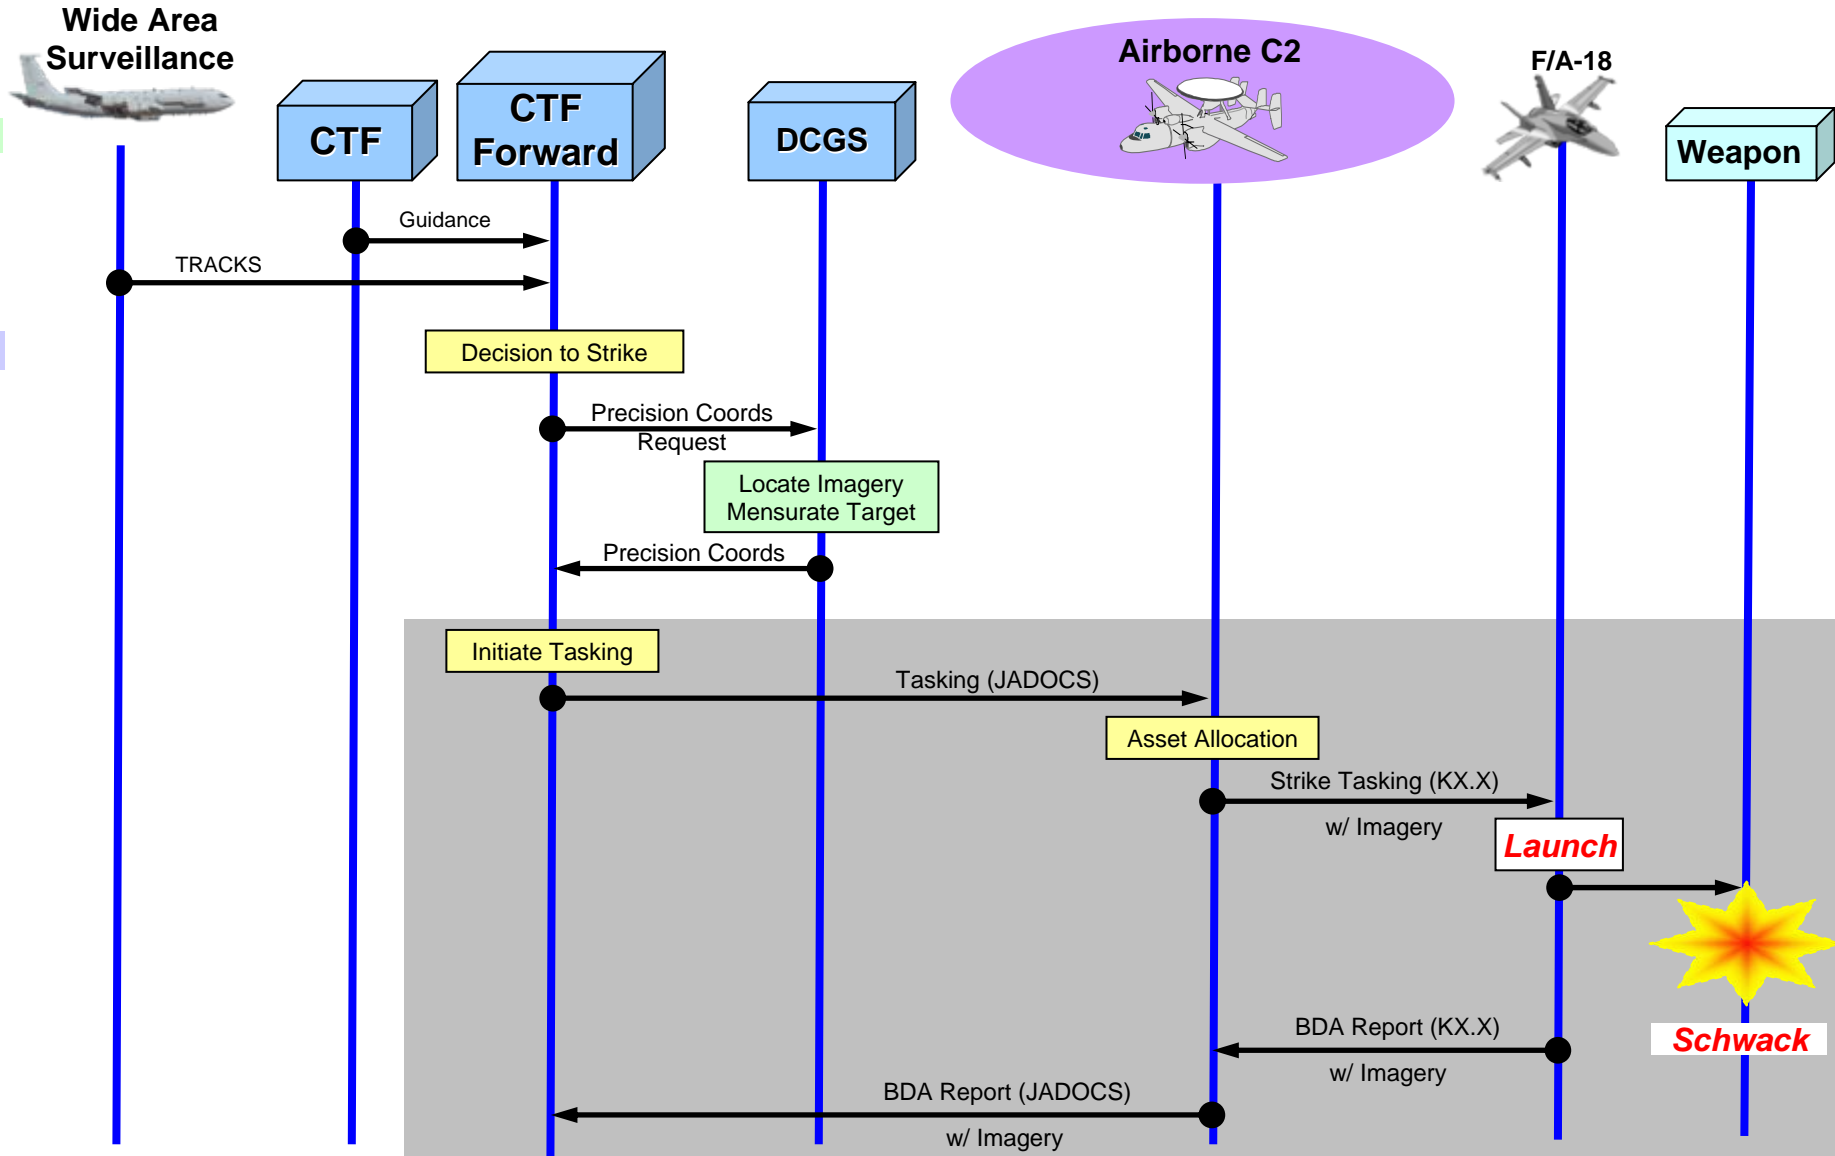 Wide Area
Surveillance
CTF
CTF
Forward
DCGS
Airborne C2
F/A-18
Weapon
Guidance
TRACKS
Decision to Strike
Precision Coords
Request
Locate Imagery
Mensurate Target
Precision Coords
Initiate Tasking
Tasking (JADOCS)
Asset Allocation
Strike Tasking (KX.X)
w/ Imagery
Launch
BDA Report (KX.X)
w/ Imagery
Schwack
BDA Report (JADOCS)
w/ Imagery